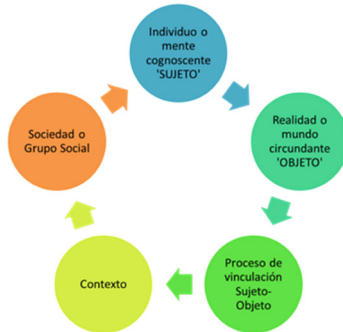 Individuo o
mente
cognoscente
'SUJETO'
Realidad o
mundo
circundante
'OBJETO'
Proceso de
vinculación
Sujeto-
Objeto
Contexto
Sociedad o
Grupo Social